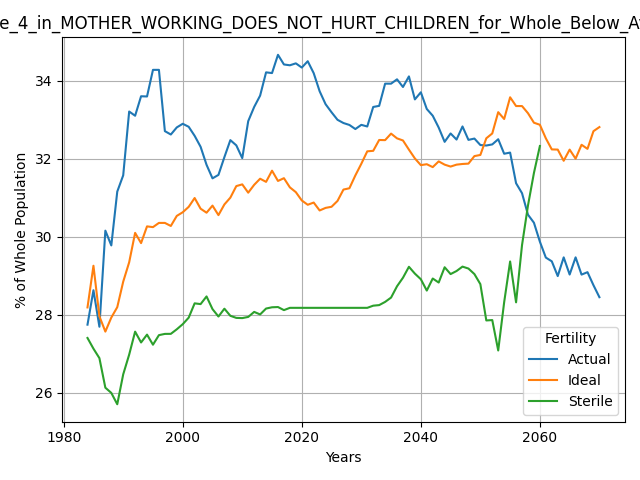 e_4_in_MOTHER_WORKING_DOES_NOT_HURT_CHILDREN_for_Whole_Below_A
34
32
30
28
26
% of Whole Population
1980
2000
2020
2040
2060
Years
Fertility
Actual
Ideal
Sterile